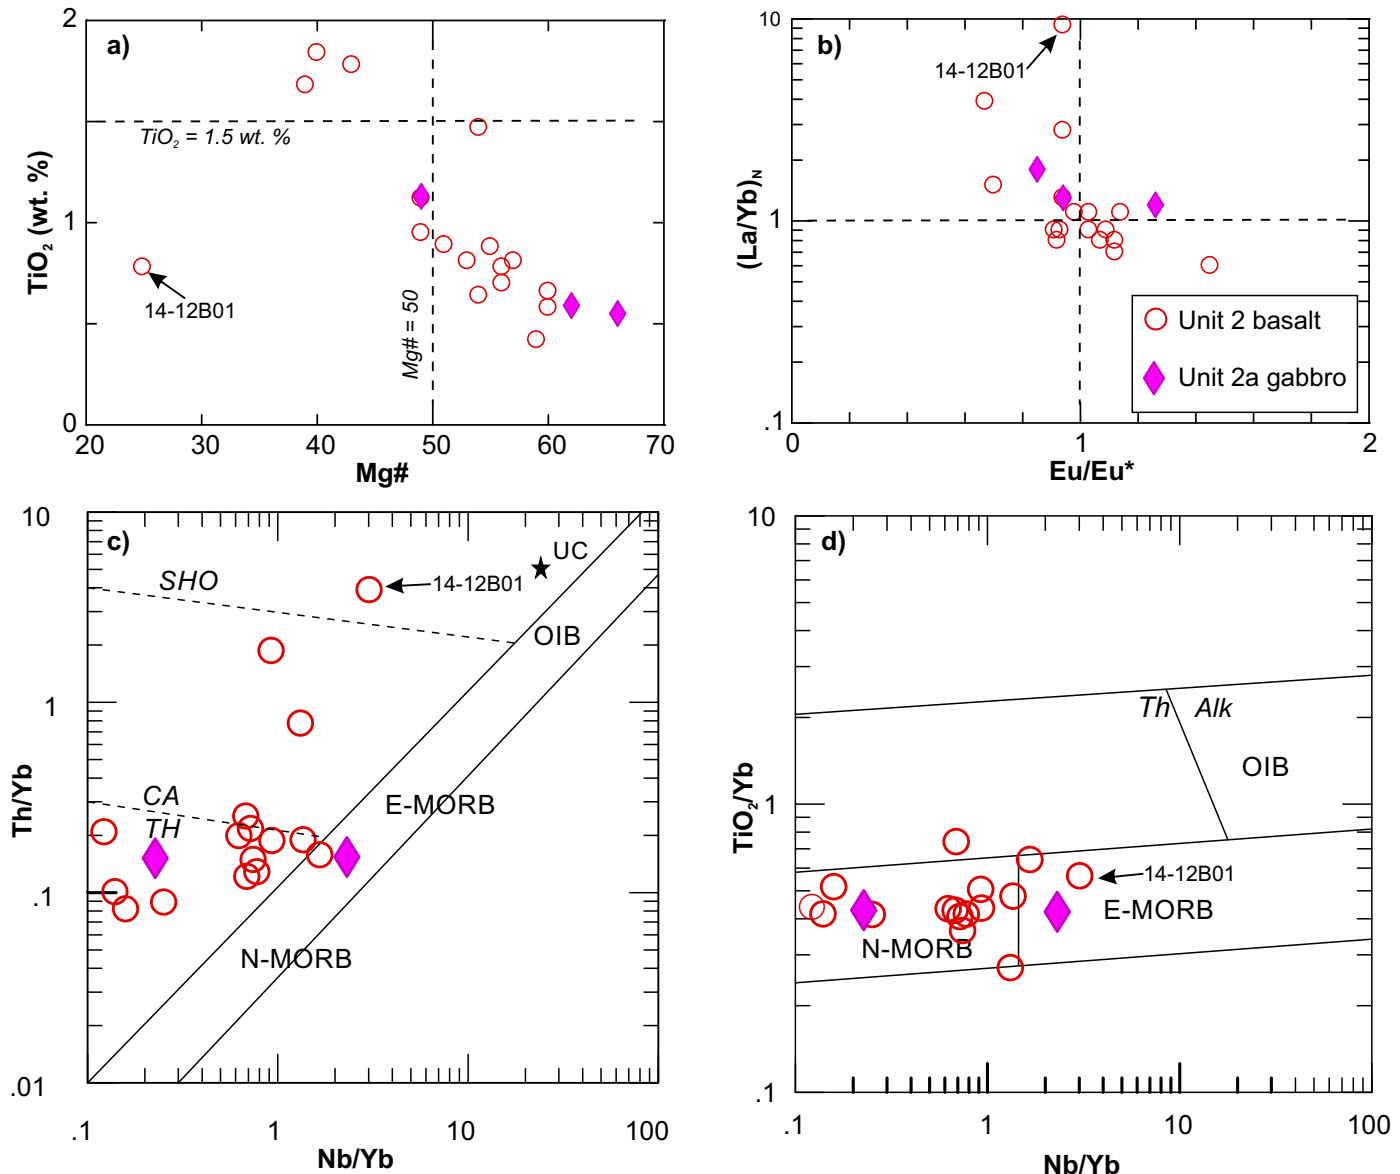 a)
2
1
0
TiO₂ (wt. %)
TiO₂ = 1.5 wt. %
Mg# = 50
14-12B01
20 30 40 50 60 70
Mg#
b)
10
1
.1
(La/Yb)N
14-12B01
Unit 2 basalt
Unit 2a gabbro
0 1 2
Eu/Eu*
c)
10
1
.1
.01
Th/Yb
SHO
14-12B01
UC
OIB
CA
TH
E-MORB
N-MORB
.1 1 10 100
Nb/Yb
d)
10
1
.1
TiO₂/Yb
Th Alk
OIB
14-12B01
E-MORB
N-MORB
.1 1 10 100
Nb/Yb